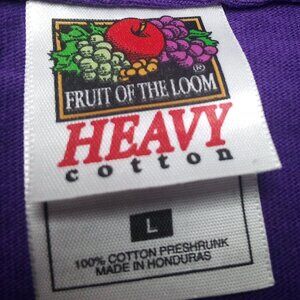 ®
FRUIT OF THE LOOM
HEAVY
cotton
L
100% COTTON PRESHRUNK
MADE IN HONDURAS